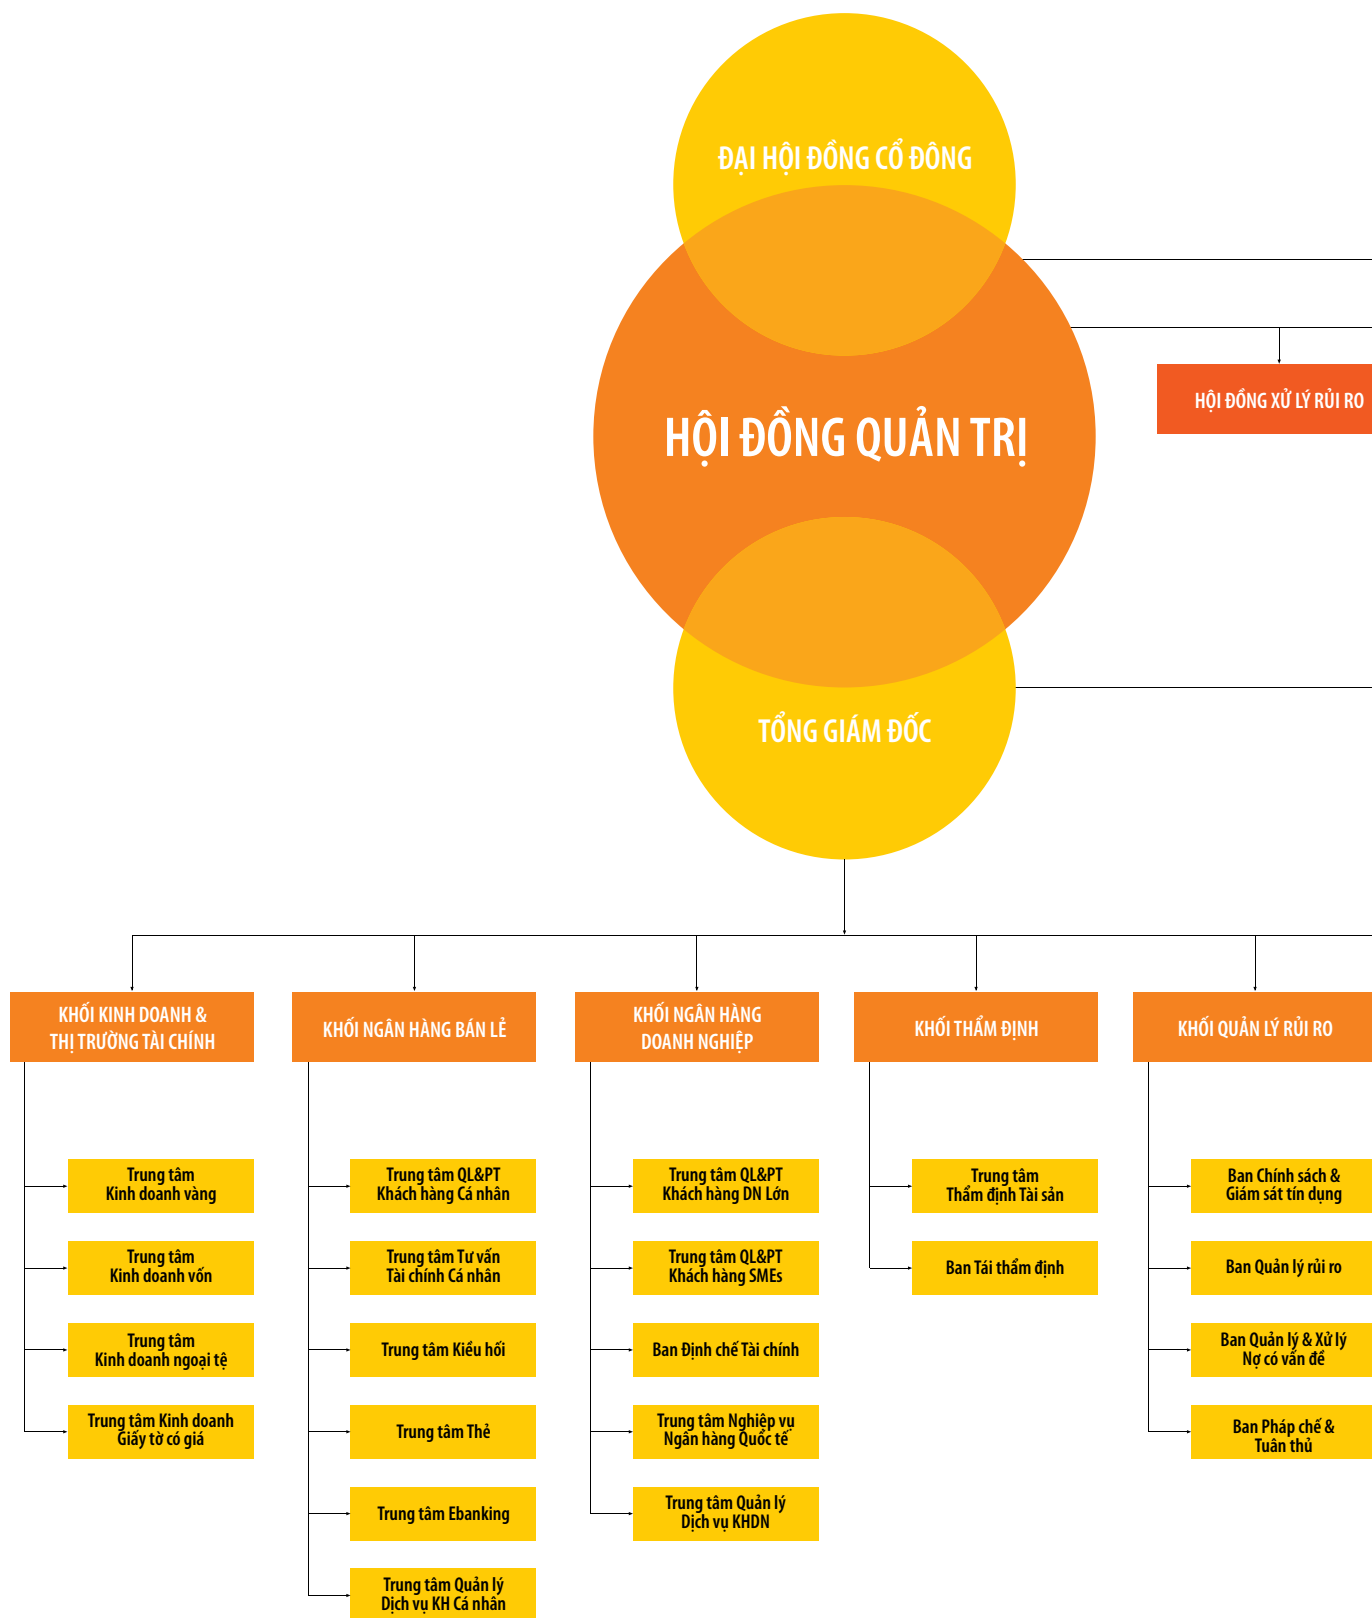 ĐẠI HỘI ĐỒNG CỔ ĐÔNG
HỘI ĐỒNG XỬ LÝ RỦI RO
HỘI ĐỒNG QUẢN TRỊ
TỔNG GIÁM ĐỐC
KHỐI KINH DOANH &
THỊ TRƯỜNG TÀI CHÍNH
Trung tâm
Kinh doanh vàng
Trung tâm
Kinh doanh vốn
Trung tâm
Kinh doanh ngoại tệ
Trung tâm Kinh doanh
Giấy tờ có giá
KHỐI NGÂN HÀNG BÁN LẺ
Trung tâm QL&PT
Khách hàng Cá nhân
Trung tâm Tư vấn
Tài chính Cá nhân
Trung tâm Kiều hối
Trung tâm Thẻ
Trung tâm Ebanking
Trung tâm Quản lý
Dịch vụ KH Cá nhân
KHỐI NGÂN HÀNG
DOANH NGHIỆP
Trung tâm QL&PT
Khách hàng DN Lớn
Trung tâm QL&PT
Khách hàng SMEs
Ban Định chế Tài chính
Trung tâm Nghiệp vụ
Ngân hàng Quốc tế
Trung tâm Quản lý
Dịch vụ KHDN
KHỐI THẨM ĐỊNH
Trung tâm
Thẩm định Tài sản
Ban Tái thẩm định
KHỐI QUẢN LÝ RỦI RO
Ban Chính sách &
Giám sát tín dụng
Ban Quản lý rủi ro
Ban Quản lý & Xử lý
Nợ có vấn đề
Ban Pháp chế &
Tuân thủ